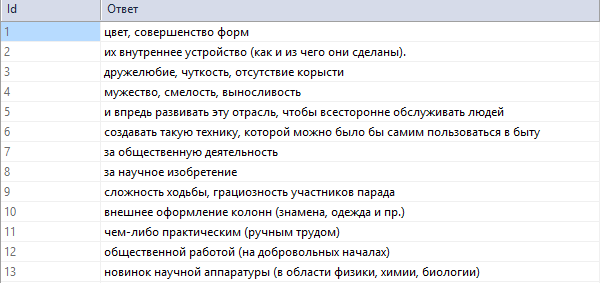 Id Ответ
1 цвет, совершенство форм
2 их внутреннее устройство (как и из чего они сделаны).
3 дружелюбие, чуткость, отсутствие корысти
4 мужество, смелость, выносливость
5 и впредь развивать эту отрасль, чтобы всесторонне обслуживать людей
6 создавать такую технику, которой можно было бы самим пользоваться в быту
7 за общественную деятельность
8 за научное изобретение
9 сложность ходьбы, грациозность участников парада
10 внешнее оформление колонн (знамена, одежда и пр.)
11 чем-либо практическим (ручным трудом)
12 общественной работой (на добровольных началах)
13 новинок научной аппаратуры (в области физики, химии, биологии)